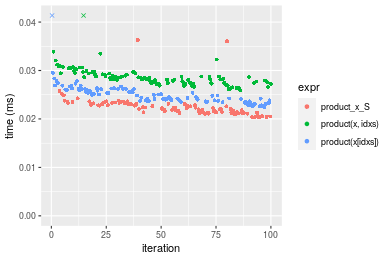 0.04
0.03
0.02
0.01
0.00
time (ms)
0
25
50
75
100
iteration
expr
product_x_S
product(x, idxs)
product(x[idxs])